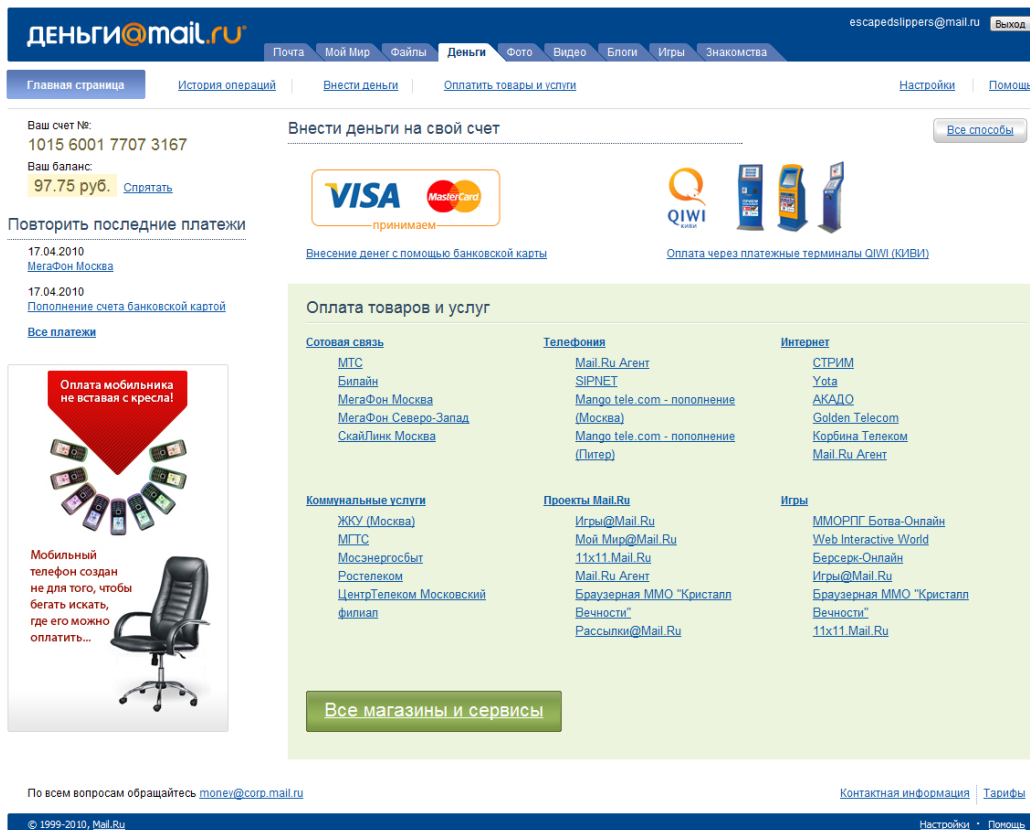 деньги@mail.ru
escapedslippers@mail.ru
Выход
Почта
Мой Мир
Файлы
Деньги
Фото
Видео
Блоги
Игры
Знакомства
Главная страница
История операций
Внести деньги
Оплатить товары и услуги
Настройки
Помощь
Ваш счет №:
1015 6001 7707 3167
Ваш баланс:
97.75 руб. Спрятать
Повторить последние платежи
17.04.2010
МегаФон Москва
17.04.2010
Пополнение счета банковской картой
Все платежи
Оплата мобильника
не вставая с кресла!
Мобильный
телефон создан
не для того, чтобы
бегать искать,
где его можно
оплатить...
Внести деньги на свой счет
Все способы
VISA
MasterCard
принимаем
Внесение денег с помощью банковской карты
QIWI
КИВИ
Оплата через платежные терминалы QIWI (КИВИ)
Оплата товаров и услуг
Сотовая связь
МТС
Билайн
МегаФон Москва
МегаФон Северо-Запад
СкайЛинк Москва
Телефония
Mail.Ru Агент
SIPNET
Mango tele.com - пополнение
(Москва)
Mango tele.com - пополнение
(Питер)
Интернет
СТРИМ
Yota
АКАДО
Golden Telecom
Корбина Телеком
Mail.Ru Агент
Коммунальные услуги
ЖКУ (Москва)
МГТС
Мосэнергосбыт
Ростелеком
ЦентрТелеком Московский
филиал
Проекты Mail.Ru
Игры@Mail.Ru
Мой Мир@Mail.Ru
11x11.Mail.Ru
Mail.Ru Агент
Браузерная ММО "Кристалл
Вечности"
Рассылки@Mail.Ru
Игры
ММОРПГ Ботва-Онлайн
Web Interactive World
Берсерк-Онлайн
Игры@Mail.Ru
Браузерная ММО "Кристалл
Вечности"
11x11.Mail.Ru
Все магазины и сервисы
По всем вопросам обращайтесь money@corp.mail.ru
Контактная информация
Тарифы
© 1999-2010, Mail.Ru
Настройки · Помощь